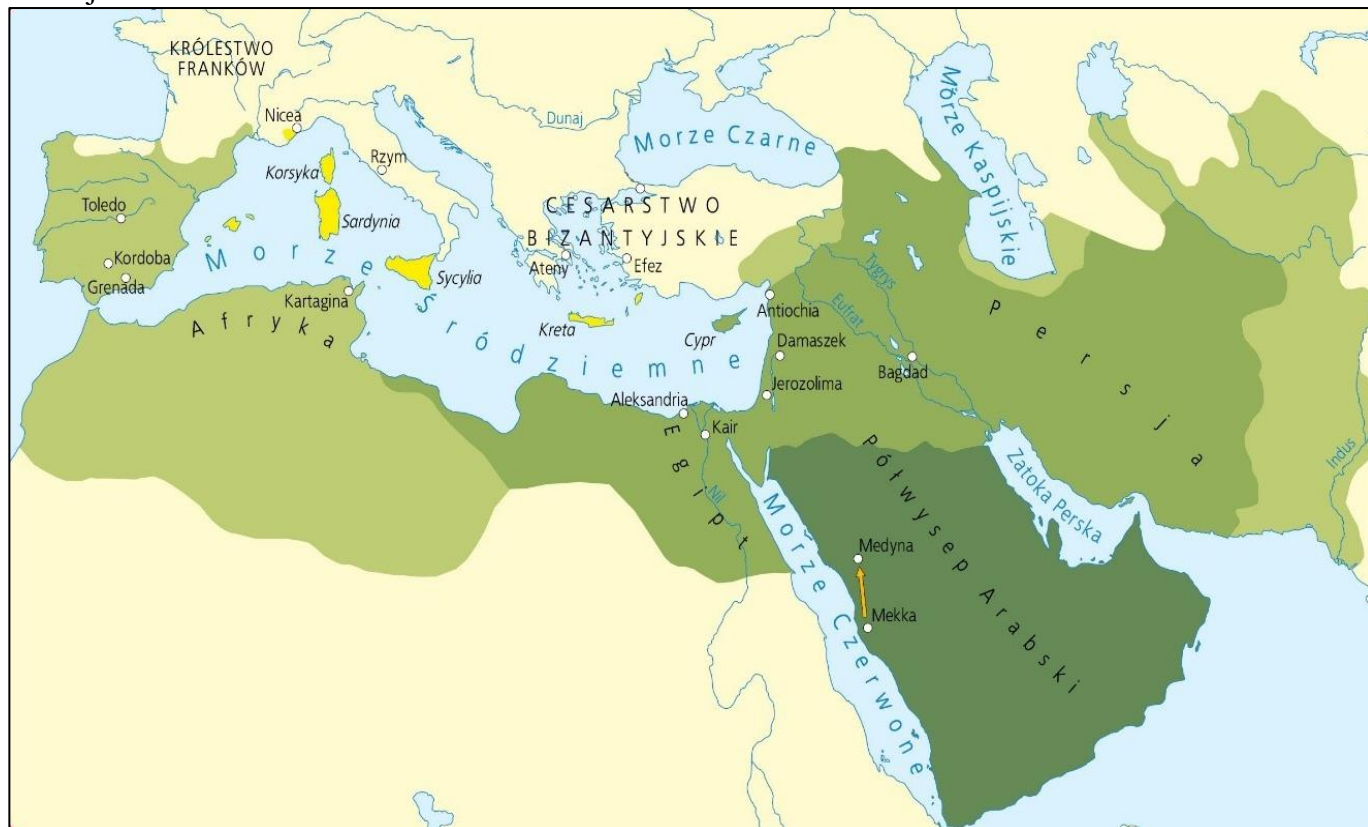 KRÓLESTWO
FRANKÓW
Nicea
Dunaj
Morze Czarne
Morze Kaspijskie
Korsyka
Rzym
Toledo
Sardynia
CESARSTWO
BIZANTYJSKIE
Kordoba
Grenada
Morze Śródziemne
Sycylia
Ateny
Efez
Kartagina
Afryka
Kreta
Cypr
Antiochia
Tygrys
Eufrat
Damaszek
Bagdad
Persja
Jerozolima
Aleksandria
Kair
Egipt
Nil
Półwysep Arabski
Zatoka Perska
Indus
Morze Czerwone
Medyna
Mekka